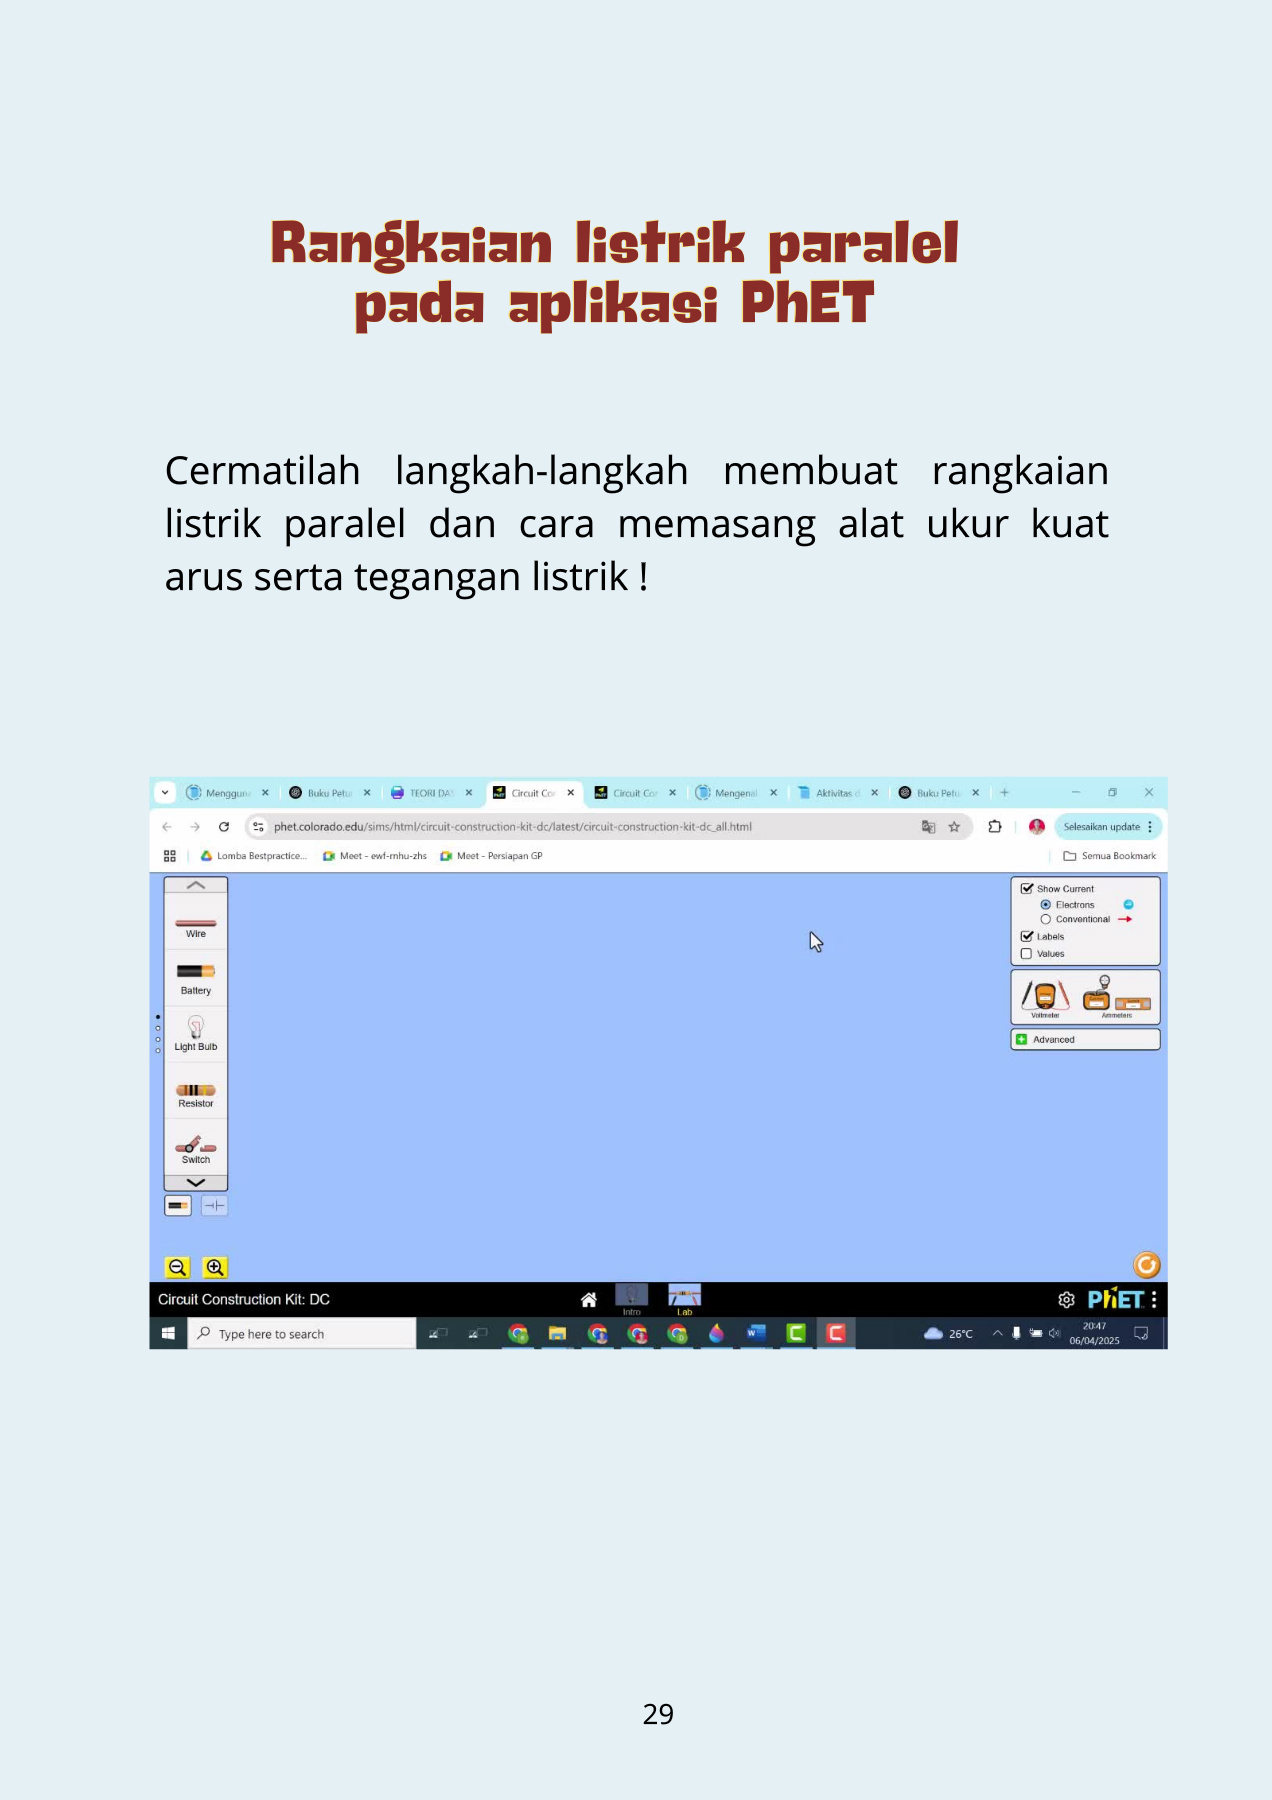 Rangkaian listrik paralel
pada aplikasi PhET
Cermatilah langkah-langkah membuat rangkaian
listrik paralel dan cara memasang alat ukur kuat
arus serta tegangan listrik !
Menggun Buku Petu TEORI DAS Circuit Co Circuit Co Mengenal Aktivitas d Buku Petu
phet.colorado.edu/sims/html/circuit-construction-kit-dc/latest/circuit-construction-kit-dc_all.html
Selesaikan update
Lomba Bestpractice... Meet - ewf-rnhu-zhs Meet - Persiapan GP
Semua Bookmark
Wire
Battery
Light Bulb
Resistor
Switch
Show Current
Electrons
Conventional
Labels
Values
Voltmeter Ammeters
Advanced
Circuit Construction Kit: DC
Intro Lab
PhET
Type here to search
26°C
20:47
06/04/2025
29